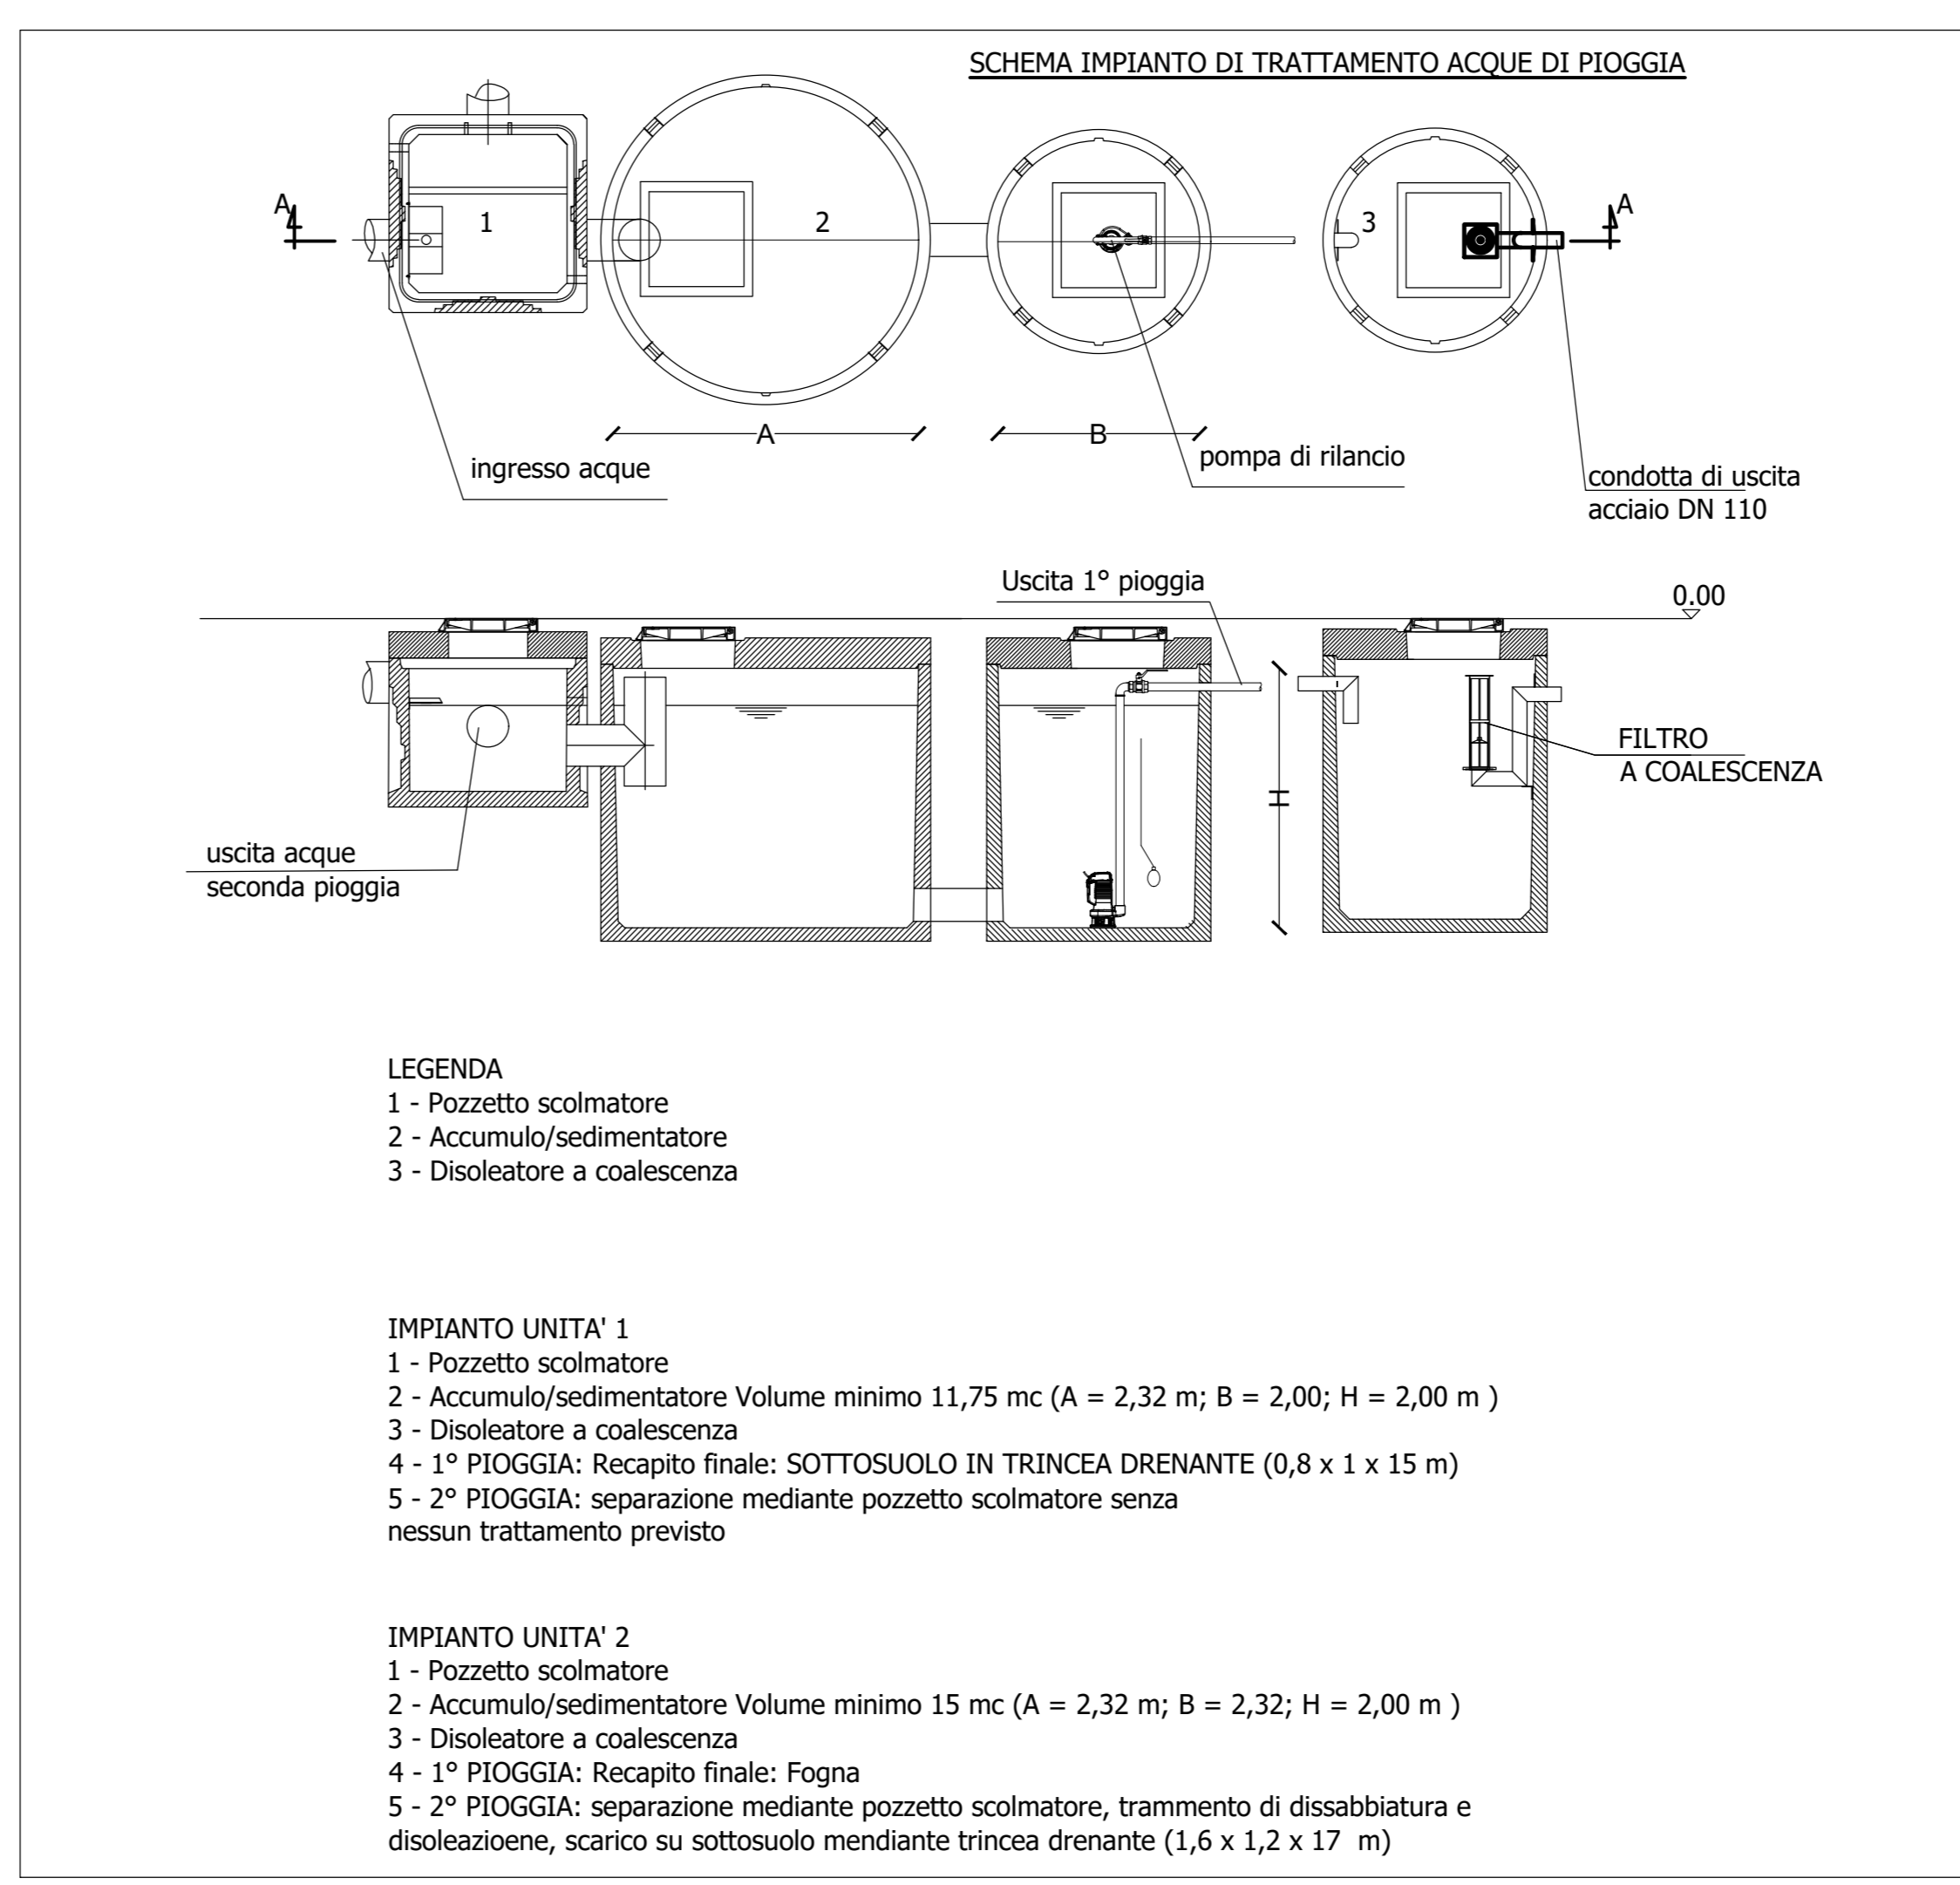 SCHEMA IMPIANTO DI TRATTAMENTO ACQUE DI PIOGGIA
A
1
2
3
A
A
B
ingresso acque
pompa di rilancio
condotta di uscita
acciaio DN 110
Uscita 1° pioggia
0.00
H
FILTRO
A COALESCENZA
uscita acque
seconda pioggia
LEGENDA
1 - Pozzetto scolmatore
2 - Accumulo/sedimentatore
3 - Disoleatore a coalescenza
IMPIANTO UNITA' 1
1 - Pozzetto scolmatore
2 - Accumulo/sedimentatore Volume minimo 11,75 mc (A = 2,32 m; B = 2,00; H = 2,00 m )
3 - Disoleatore a coalescenza
4 - 1° PIOGGIA: Recapito finale: SOTTOSUOLO IN TRINCEA DRENANTE (0,8 x 1 x 15 m)
5 - 2° PIOGGIA: separazione mediante pozzetto scolmatore senza
nessun trattamento previsto
IMPIANTO UNITA' 2
1 - Pozzetto scolmatore
2 - Accumulo/sedimentatore Volume minimo 15 mc (A = 2,32 m; B = 2,32; H = 2,00 m )
3 - Disoleatore a coalescenza
4 - 1° PIOGGIA: Recapito finale: Fogna
5 - 2° PIOGGIA: separazione mediante pozzetto scolmatore, trammento di dissabbiatura e
disoleazioene, scarico su sottosuolo mendiante trincea drenante (1,6 x 1,2 x 17 m)